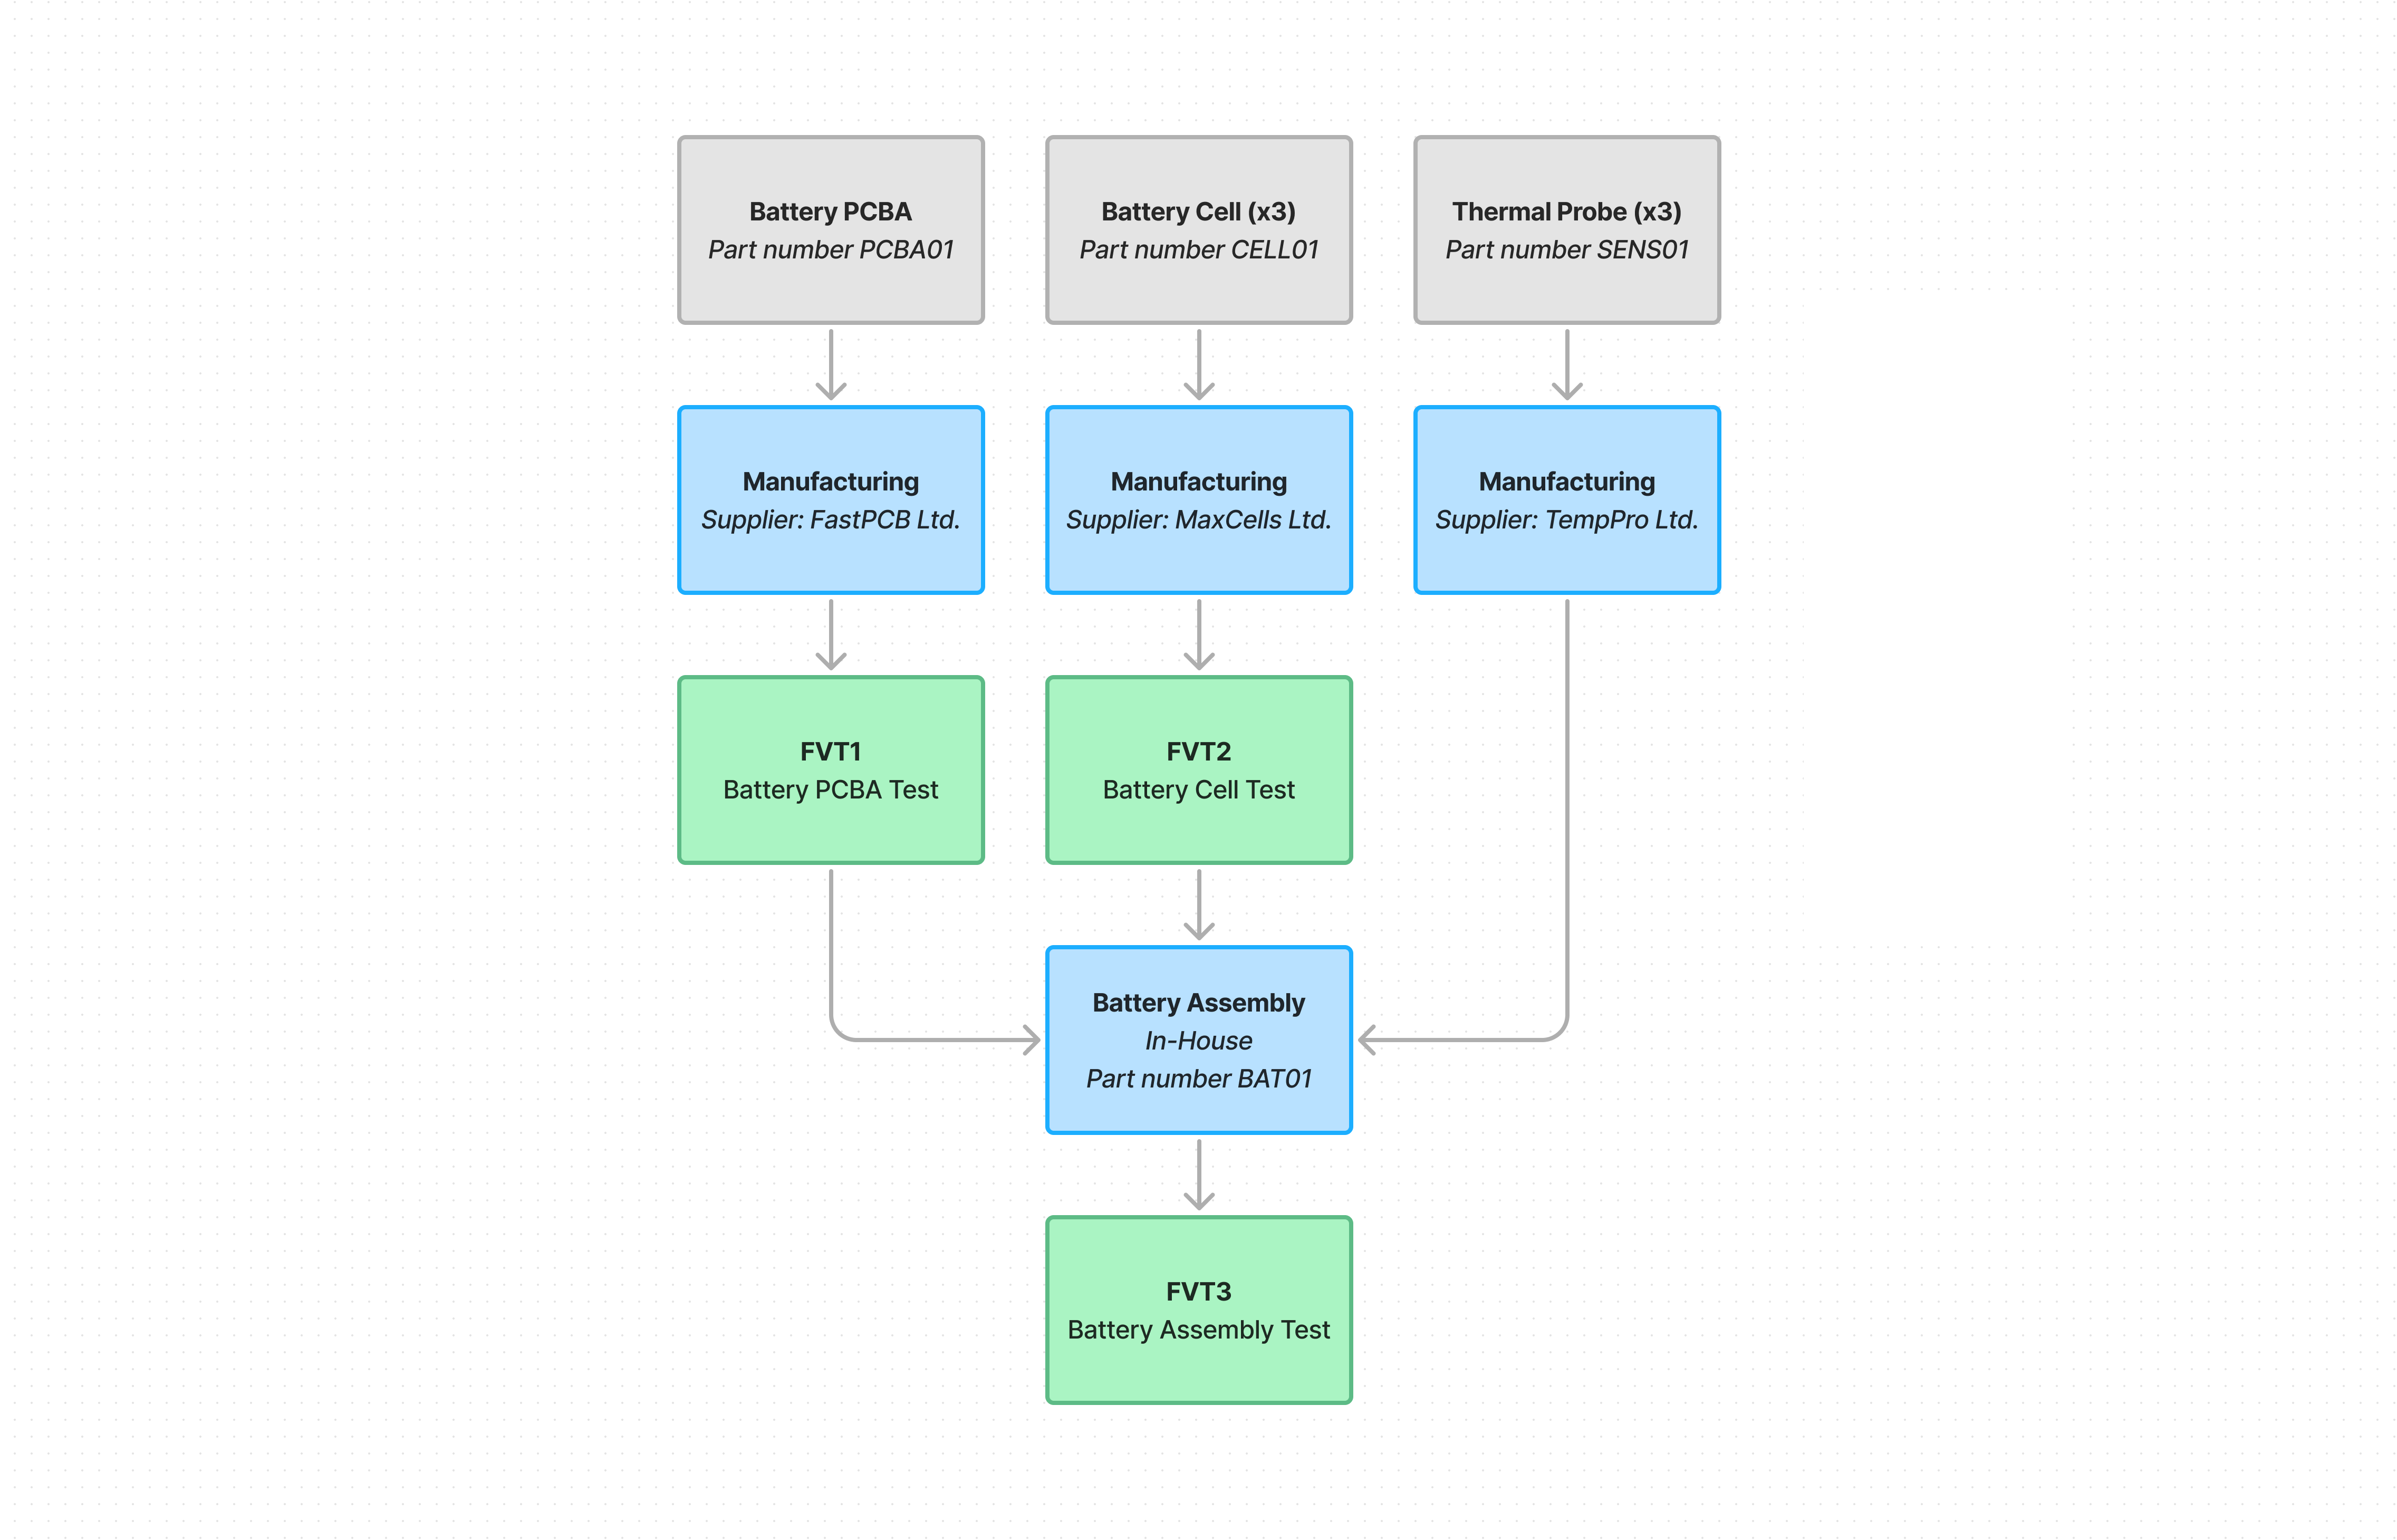 Battery PCBA
Part number PCBA01
Battery Cell (x3)
Part number CELL01
Thermal Probe (x3)
Part number SENS01
Manufacturing
Supplier: FastPCB Ltd.
Manufacturing
Supplier: MaxCells Ltd.
Manufacturing
Supplier: TempPro Ltd.
FVT1
Battery PCBA Test
FVT2
Battery Cell Test
Battery Assembly
In-House
Part number BAT01
FVT3
Battery Assembly Test